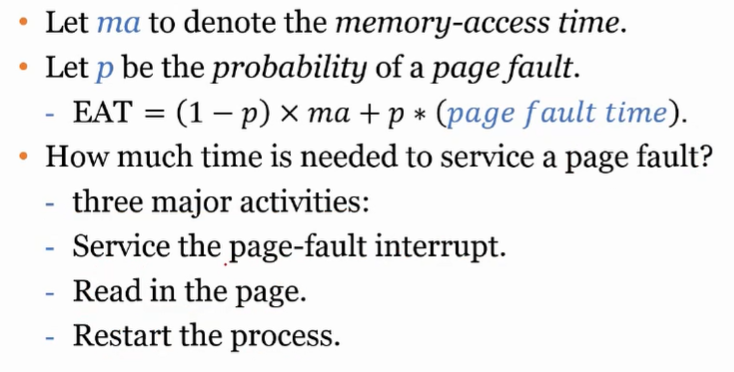 • Let ma to denote the memory-access time.
• Let p be the probability of a page fault.
- EAT = (1 − p) × ma + p * (page fault time).
• How much time is needed to service a page fault?
- three major activities:
- Service the page-fault interrupt.
- Read in the page.
- Restart the process.